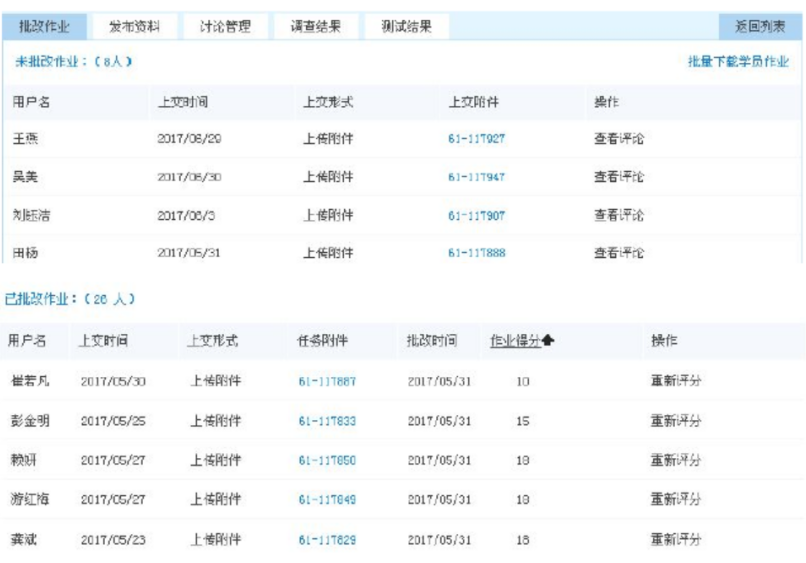 批改作业 发布资料 讨论管理 调查结果 测试结果 返回列表
未批改作业：(8人) 批量下载学员作业
用户名 上交时间 上交形式 上交附件 操作
王燕 2017/06/29 上传附件 61-117927 查看评论
吴美 2017/06/30 上传附件 61-117947 查看评论
刘钰洁 2017/06/3 上传附件 61-117907 查看评论
田杨 2017/05/31 上传附件 61-117888 查看评论
已批改作业：(26 人)
用户名 上交时间 上交形式 任务附件 批改时间 作业得分 操作
崔若凡 2017/05/30 上传附件 61-117887 2017/05/31 10 重新评分
彭金明 2017/05/25 上传附件 61-117833 2017/05/31 15 重新评分
赖妍 2017/05/27 上传附件 61-117850 2017/05/31 18 重新评分
游红梅 2017/05/27 上传附件 61-117849 2017/05/31 18 重新评分
龚斌 2017/05/23 上传附件 61-117829 2017/05/31 18 重新评分